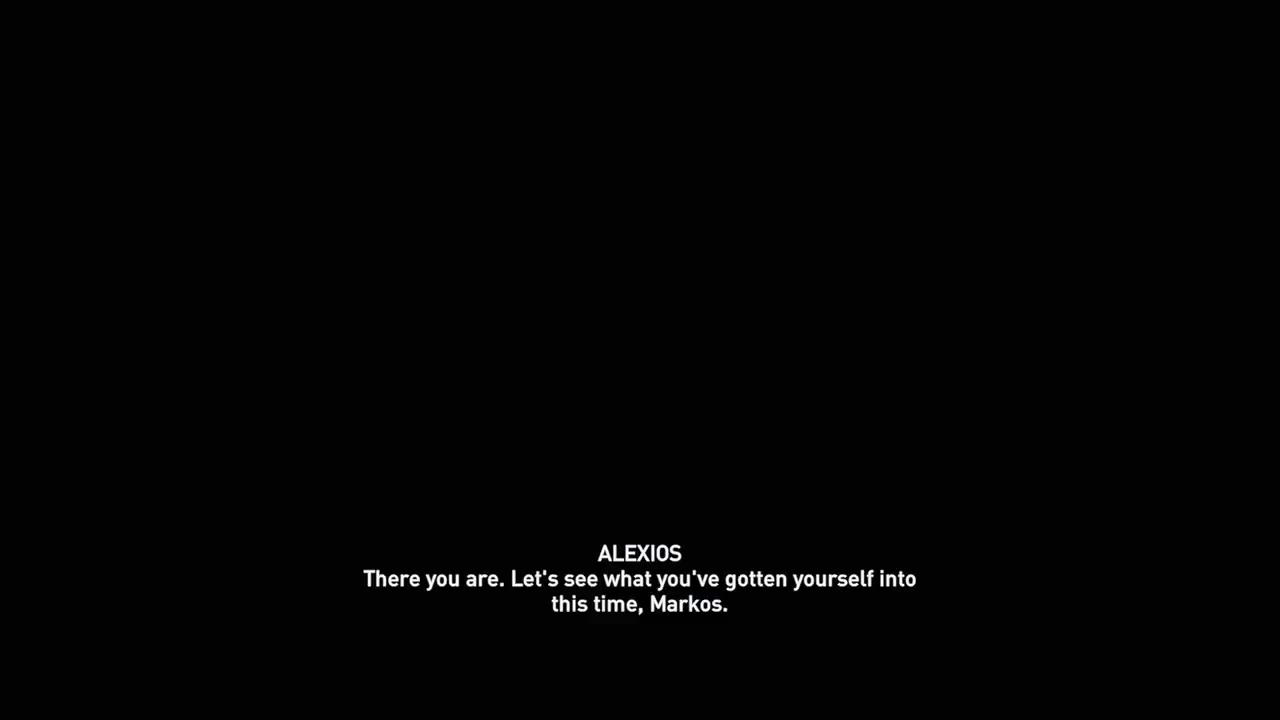 ALEXIOS
There you are. Let's see what you've gotten yourself into
this time, Markos.